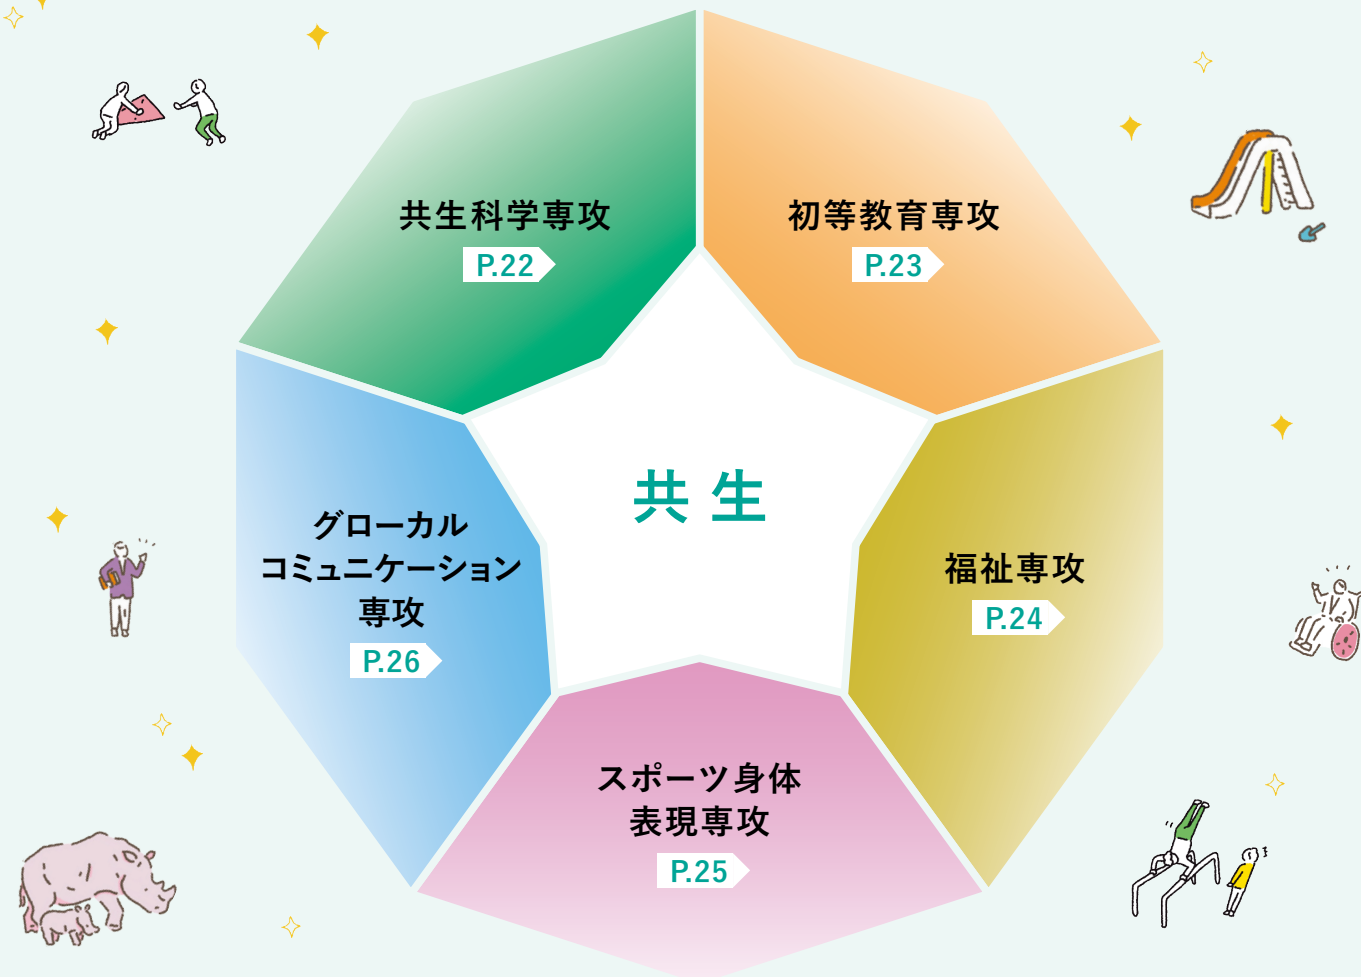 共生科学専攻
P.22
初等教育専攻
P.23
共生
グローカル
コミュニケーション
専攻
P.26
福祉専攻
P.24
スポーツ身体
表現専攻
P.25